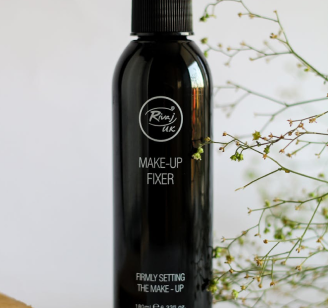 Rivaj
UK
MAKE-UP
FIXER
FIRMLY SETTING
THE MAKE-UP